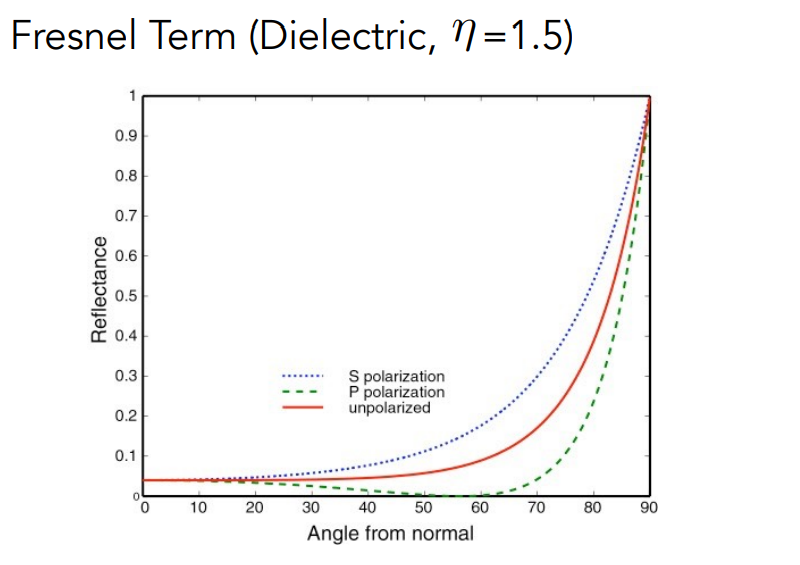 Fresnel Term (Dielectric, η=1.5)
1
0.9
0.8
0.7
0.6
0.5
0.4
0.3
0.2
0.1
0
Reflectance
S polarization
P polarization
unpolarized
0 10 20 30 40 50 60 70 80 90
Angle from normal